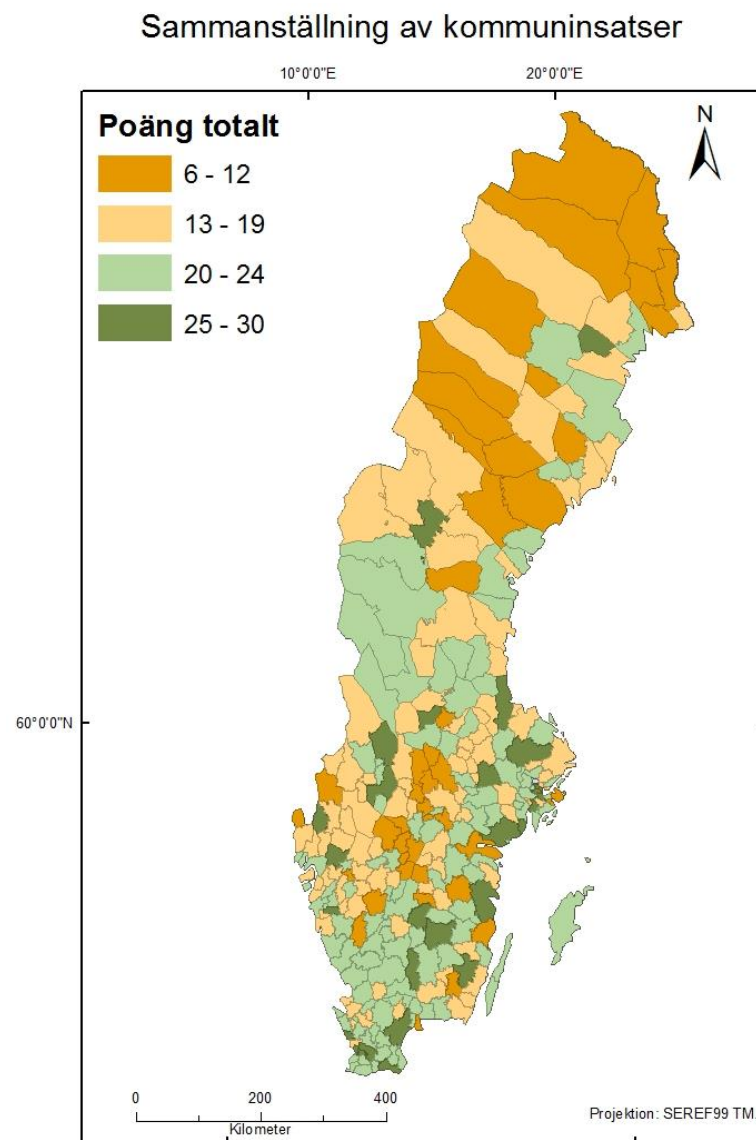 Sammanställning av kommuninsatser
10°0'0"E 20°0'0"E
Poäng totalt
N
6 - 12
13 - 19
20 - 24
25 - 30
60°0'0"N
0 200 400
Kilometer
Projektion: SEREF99 TM